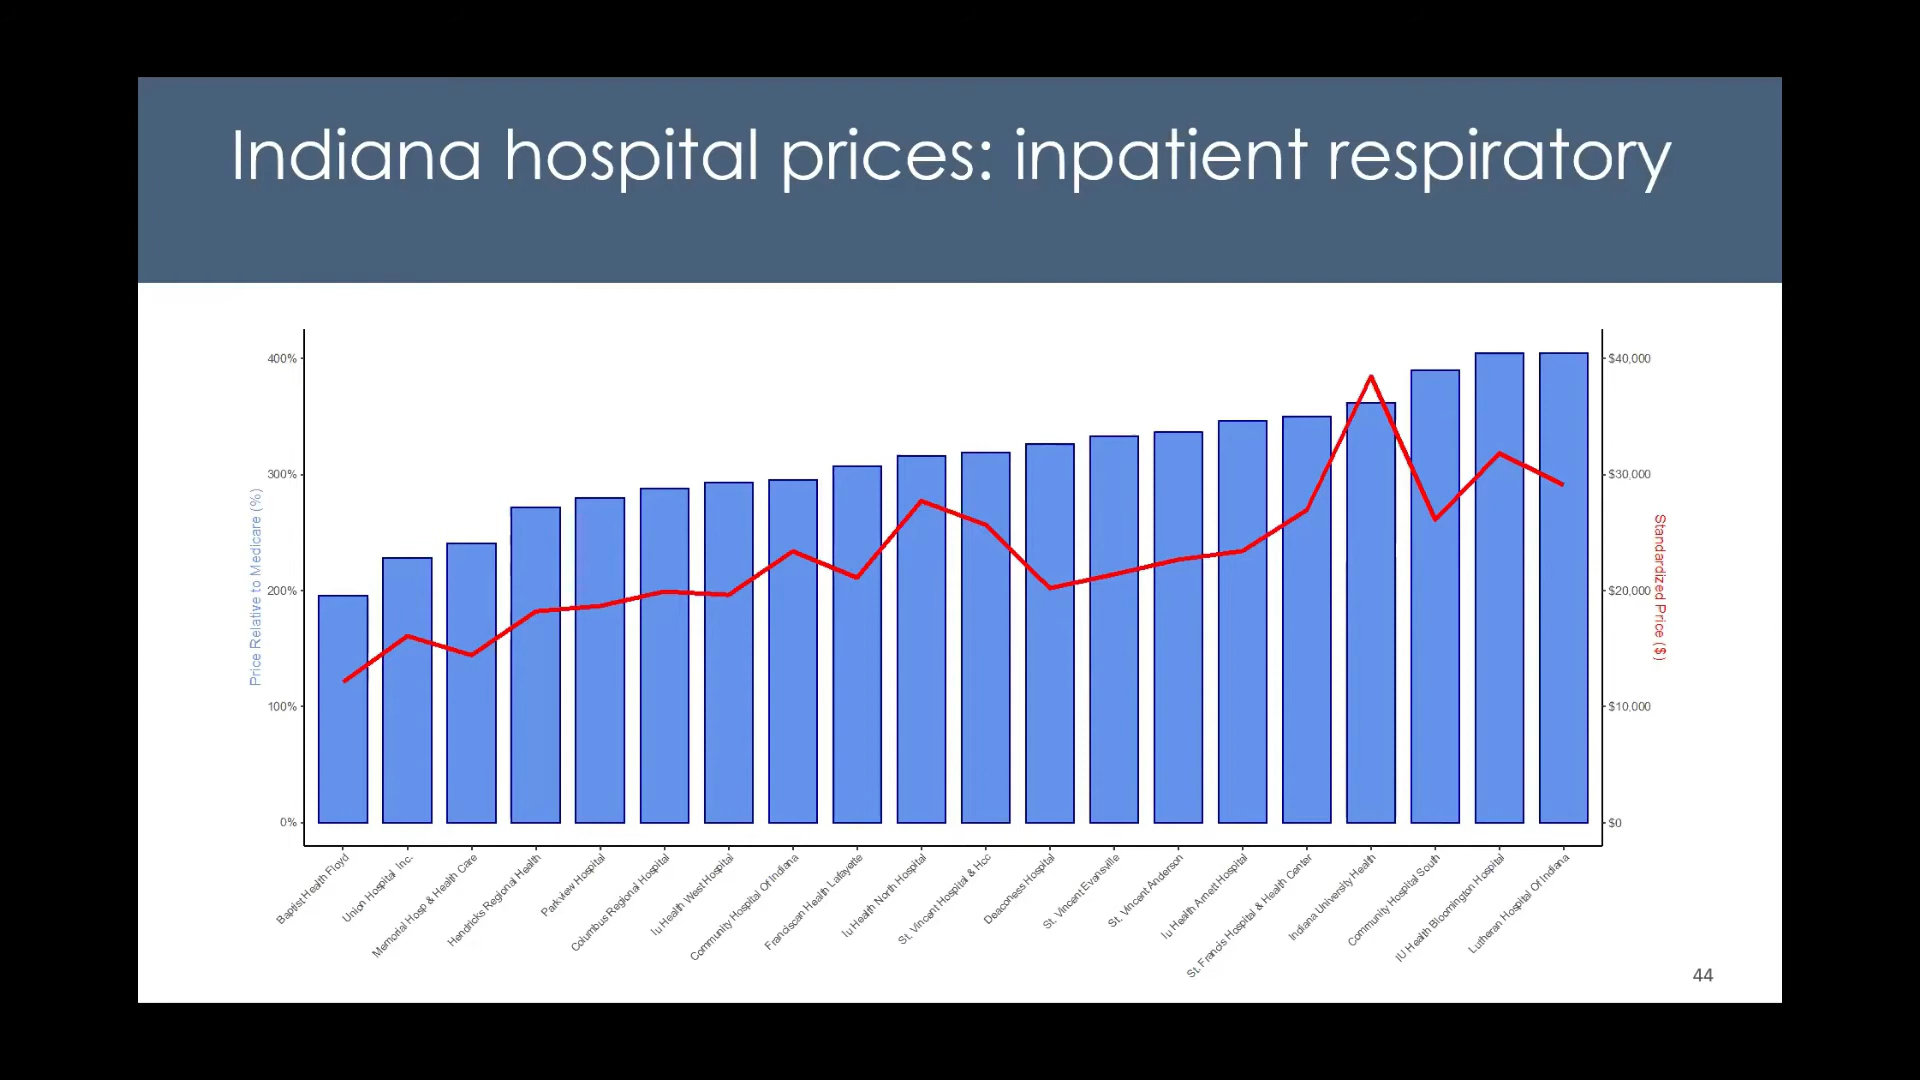 Indiana hospital prices: inpatient respiratory
400%
300%
200%
100%
0%
Price Relative to Medicare (%)
$40,000
$30,000
$20,000
$10,000
$0
Standardized Price ($)
Baptist Health Floyd
Union Hospital Inc.
Memorial Hosp & Health Care
Hendricks Regional Health
Parkview Hospital
Columbus Regional Hospital
Iu Health West Hospital
Community Hospital Of Indiana
Franciscan Health Lafayette
Iu Health North Hospital
St. Vincent Hospital & Hcc
Deaconess Hospital
St. Vincent Evansville
St. Vincent Anderson
Iu Health Arnett Hospital
St. Francis Hospital & Health Center
Indiana University Health
Community Hospital South
IU Health Bloomington Hospital
Lutheran Hospital Of Indiana
44